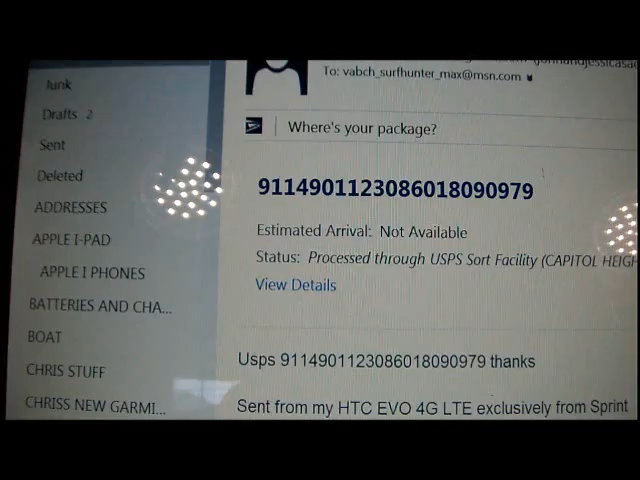 Junk
Drafts 2
Sent
Deleted
ADDRESSES
APPLE I-PAD
APPLE I PHONES
BATTERIES AND CHA...
BOAT
CHRIS STUFF
CHRISS NEW GARMI...
To: vabch_surfhunter_max@msn.com
Where's your package?
9114901123086018090979
Estimated Arrival: Not Available
Status: Processed through USPS Sort Facility (CAPITOL HEIGH
View Details
Usps 9114901123086018090979 thanks
Sent from my HTC EVO 4G LTE exclusively from Sprint